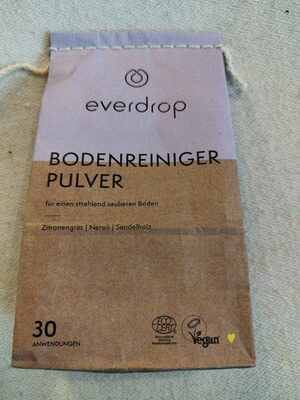 everdrop
BODENREINIGER
PULVER
für einen strahlend sauberen Boden
Zitronengras | Neroli | Sandelholz
30
ANWENDUNGEN
Vegan